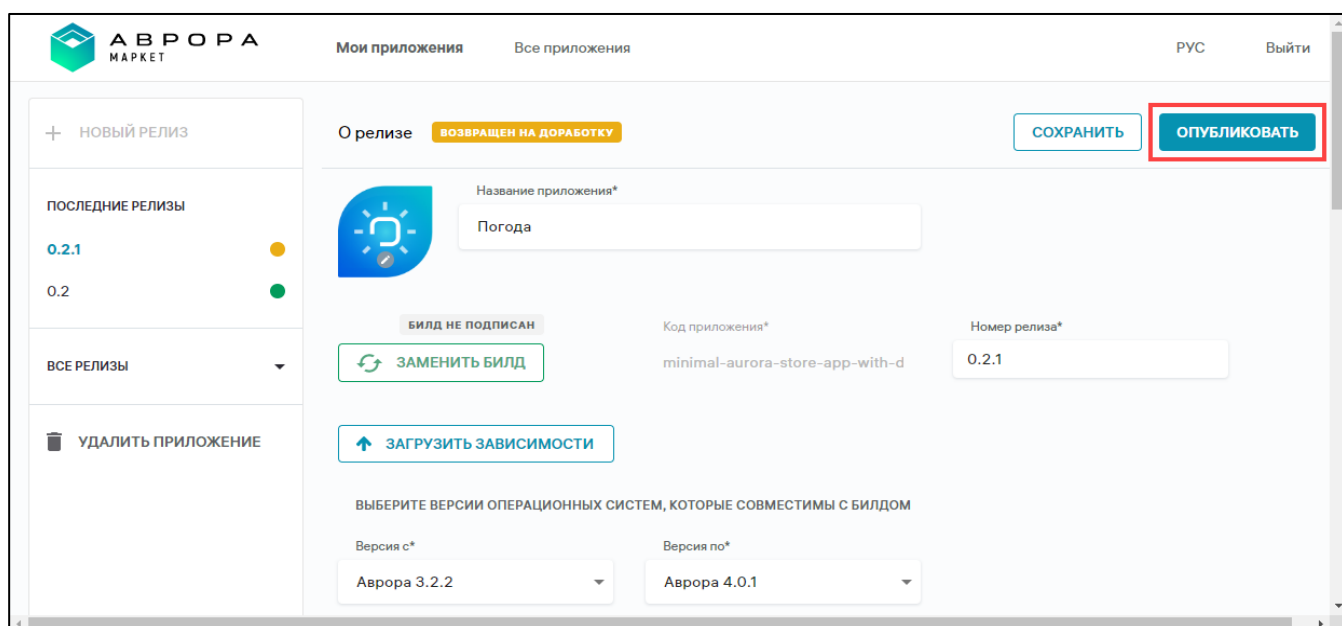 АВРОРА
МАРКЕТ
Мои приложения
Все приложения
РУС
Выйти
НОВЫЙ РЕЛИЗ
ПОСЛЕДНИЕ РЕЛИЗЫ
0.2.1
0.2
ВСЕ РЕЛИЗЫ
УДАЛИТЬ ПРИЛОЖЕНИЕ
О релизе
ВОЗВРАЩЕН НА ДОРАБОТКУ
СОХРАНИТЬ
ОПУБЛИКОВАТЬ
Название приложения*
Погода
БИЛД НЕ ПОДПИСАН
ЗАМЕНИТЬ БИЛД
Код приложения*
minimal-aurora-store-app-with-d
Номер релиза*
0.2.1
ЗАГРУЗИТЬ ЗАВИСИМОСТИ
ВЫБЕРИТЕ ВЕРСИИ ОПЕРАЦИОННЫХ СИСТЕМ, КОТОРЫЕ СОВМЕСТИМЫ С БИЛДОМ
Версия с*
Аврора 3.2.2
Версия по*
Аврора 4.0.1